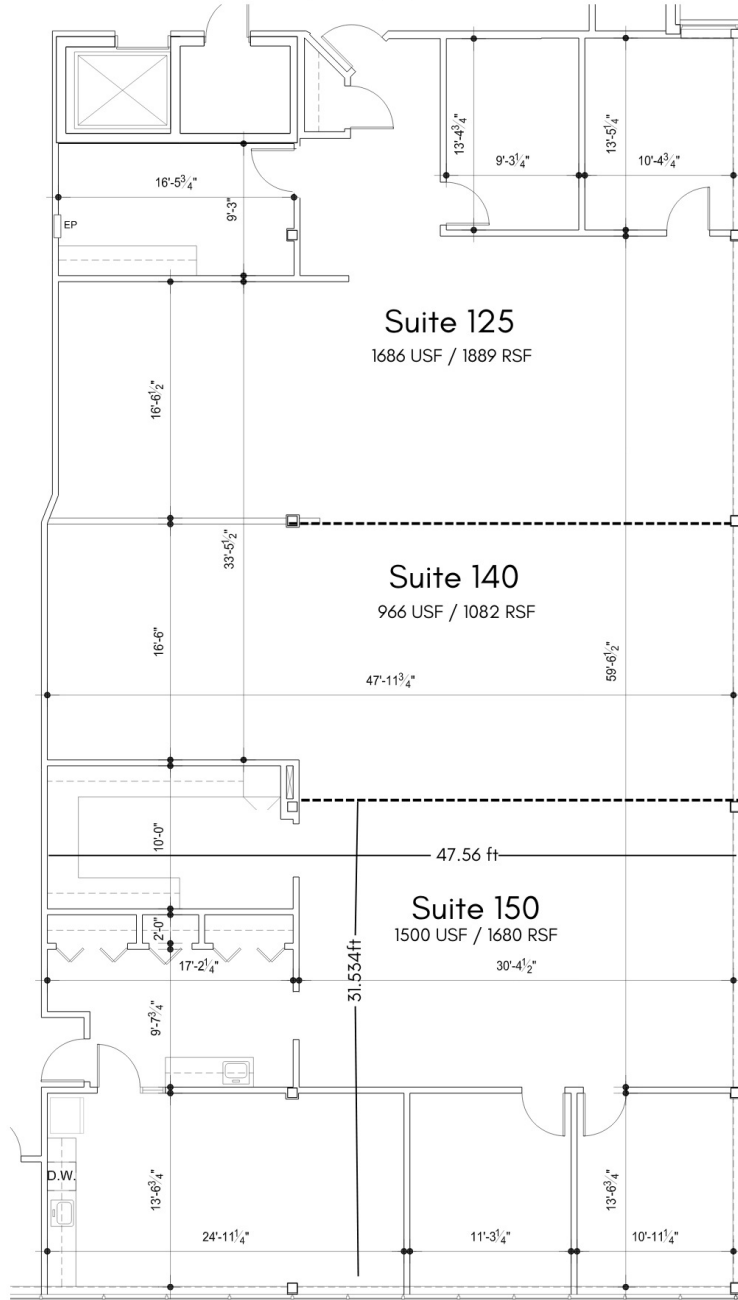 13'-4¾"
9'-3¼"
13'-5¼"
10'-4¾"
16'-5¾"
9'-3"
EP
Suite 125
1686 USF / 1889 RSF
16'-6½"
33'-5½"
Suite 140
966 USF / 1082 RSF
16'-6"
59'-6½"
47'-11¾"
10'-0"
47.56 ft
Suite 150
1500 USF / 1680 RSF
2'-0"
17'-2¼"
31.534ft
30'-4½"
9'-7¾"
D.W.
13'-6¾"
13'-6¾"
24'-11¼"
11'-3¼"
10'-11¼"